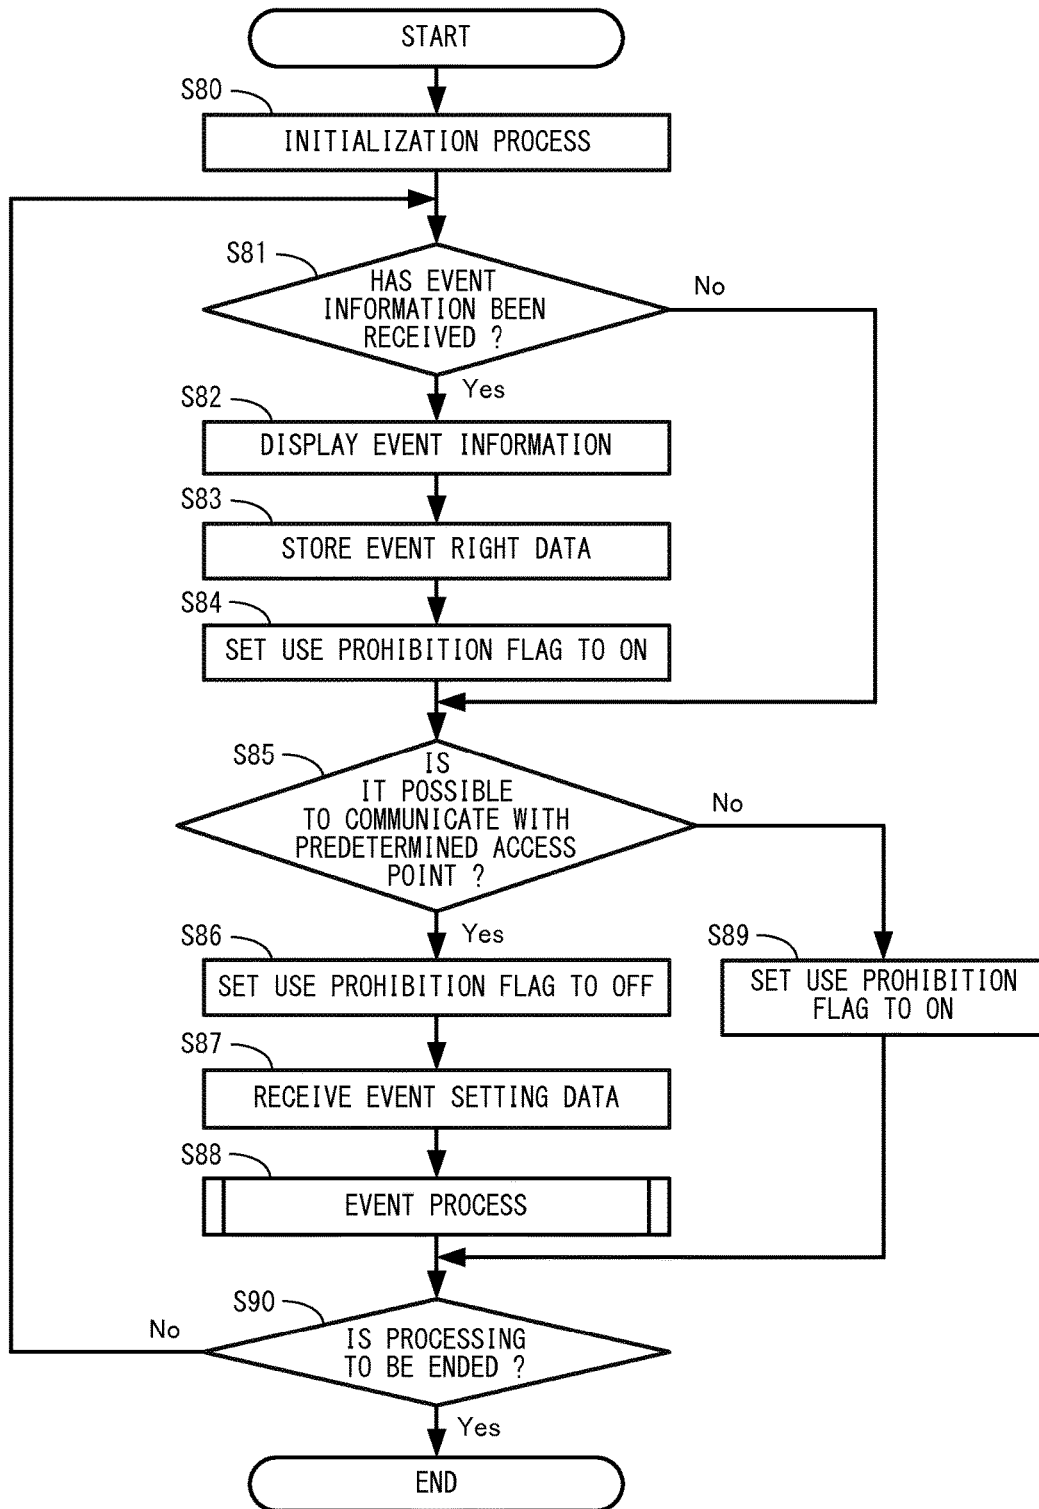 START
S80
INITIALIZATION PROCESS
S81
HAS EVENT
INFORMATION BEEN
RECEIVED ?
No
Yes
S82
DISPLAY EVENT INFORMATION
S83
STORE EVENT RIGHT DATA
S84
SET USE PROHIBITION FLAG TO ON
S85
IS
IT POSSIBLE
TO COMMUNICATE WITH
PREDETERMINED ACCESS
POINT ?
No
Yes
S86
SET USE PROHIBITION FLAG TO OFF
S89
SET USE PROHIBITION
FLAG TO ON
S87
RECEIVE EVENT SETTING DATA
S88
EVENT PROCESS
S90
IS PROCESSING
TO BE ENDED ?
No
Yes
END